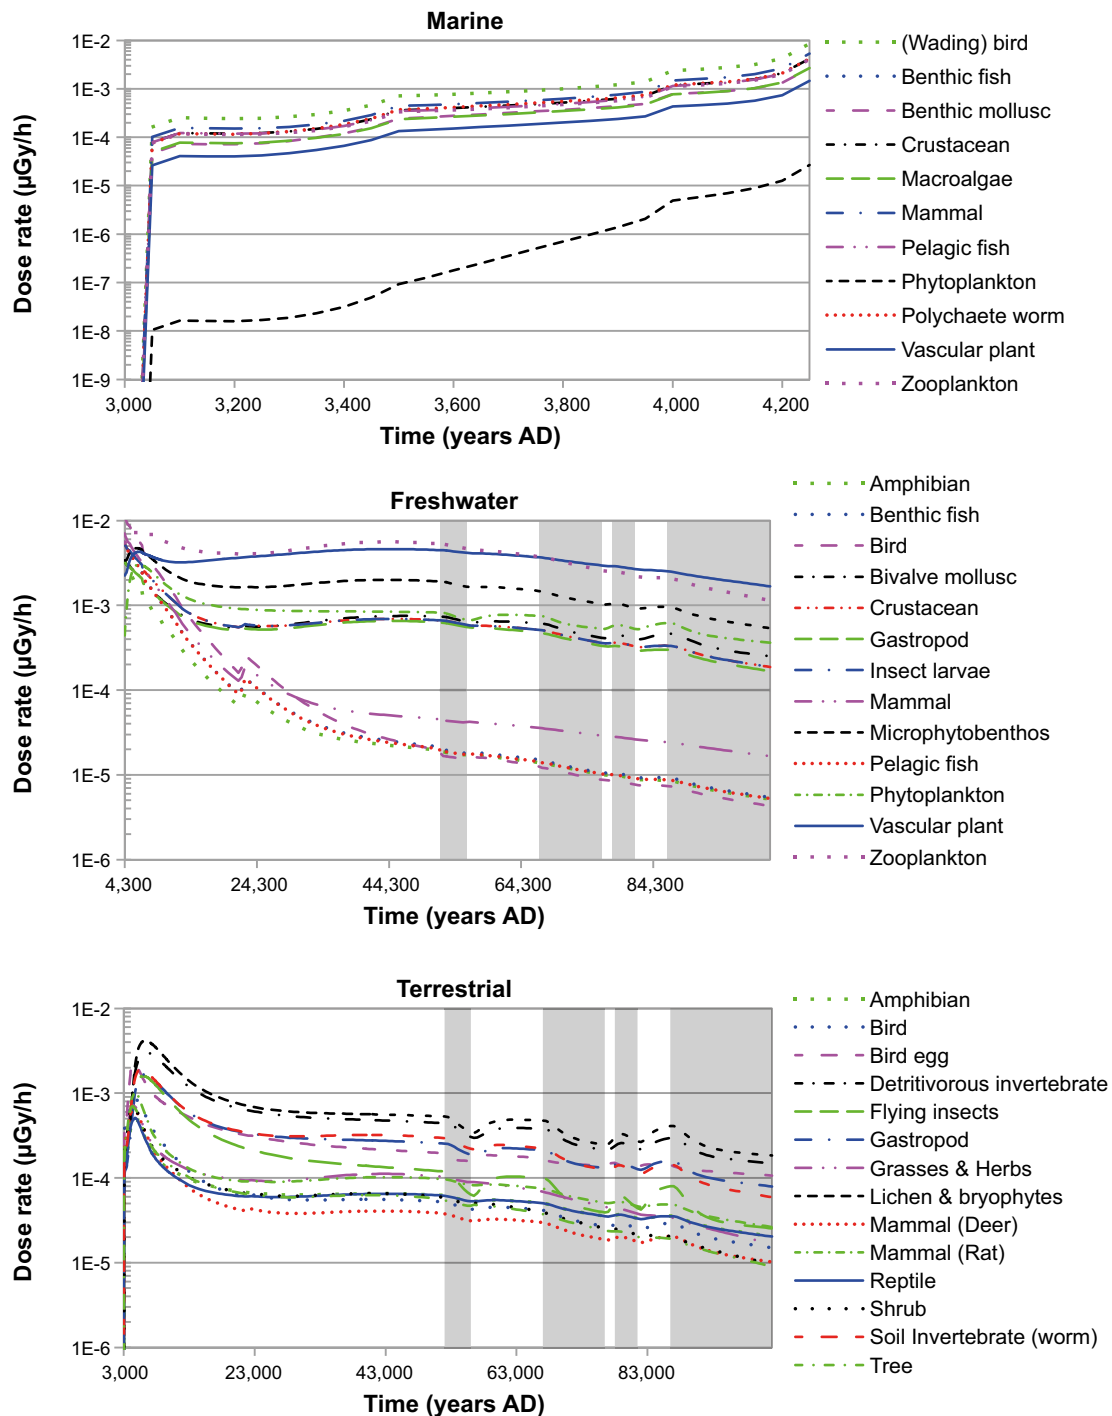 Marine
Dose rate (µGy/h)
1E-2
1E-3
1E-4
1E-5
1E-6
1E-7
1E-8
1E-9
3,000 3,200 3,400 3,600 3,800 4,000 4,200
Time (years AD)
(Wading) bird
Benthic fish
Benthic mollusc
Crustacean
Macroalgae
Mammal
Pelagic fish
Phytoplankton
Polychaete worm
Vascular plant
Zooplankton
Freshwater
Dose rate (µGy/h)
1E-2
1E-3
1E-4
1E-5
1E-6
4,300 24,300 44,300 64,300 84,300
Time (years AD)
Amphibian
Benthic fish
Bird
Bivalve mollusc
Crustacean
Gastropod
Insect larvae
Mammal
Microphytobenthos
Pelagic fish
Phytoplankton
Vascular plant
Zooplankton
Terrestrial
Dose rate (µGy/h)
1E-2
1E-3
1E-4
1E-5
1E-6
3,000 23,000 43,000 63,000 83,000
Time (years AD)
Amphibian
Bird
Bird egg
Detritivorous invertebrate
Flying insects
Gastropod
Grasses & Herbs
Lichen & bryophytes
Mammal (Deer)
Mammal (Rat)
Reptile
Shrub
Soil Invertebrate (worm)
Tree